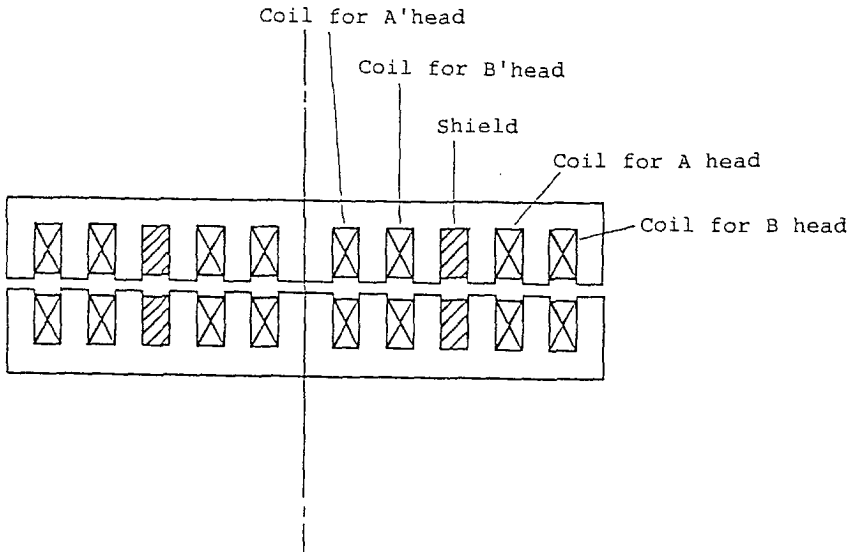 Coil for A'head
Coil for B'head
Shield
Coil for A head
Coil for B head